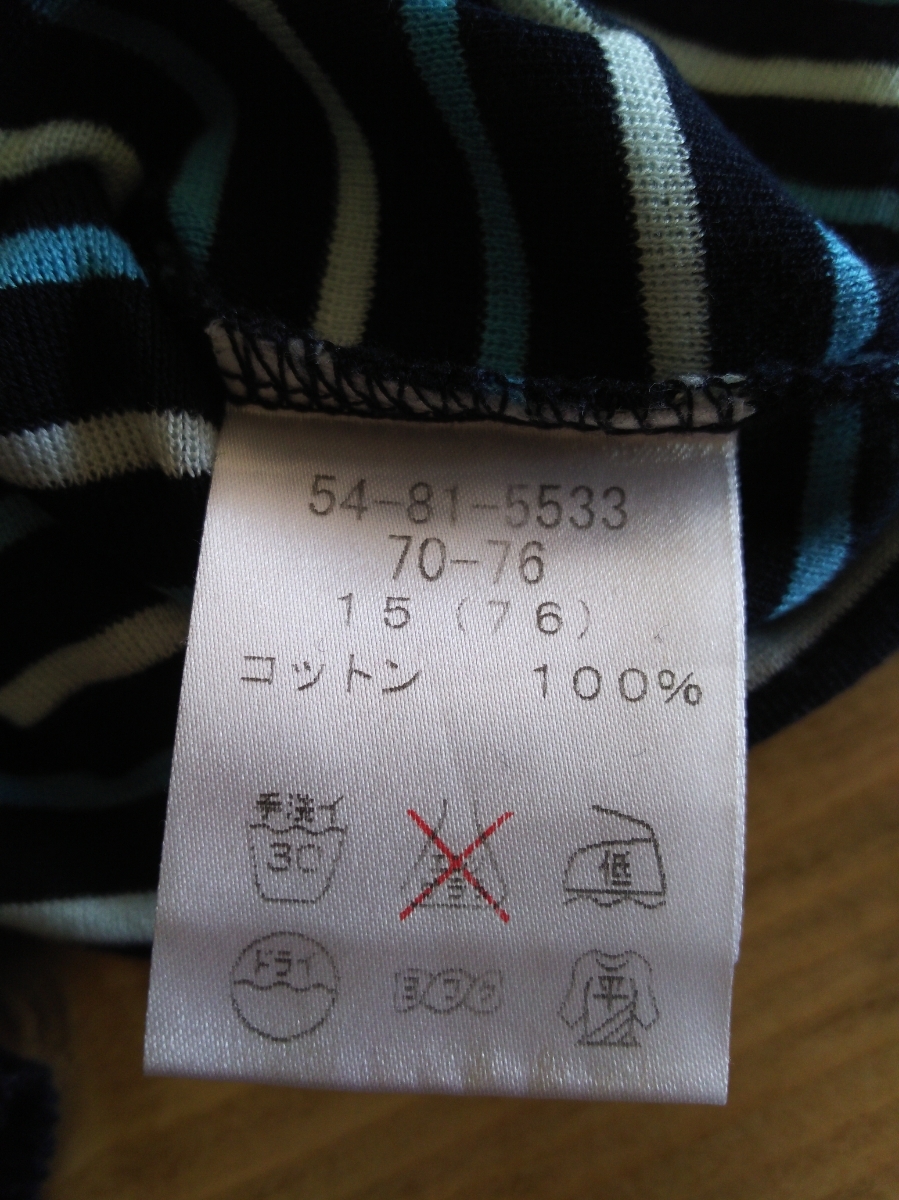 54-81-5533
70-76
15(76)
コットン 100%
手洗イ
30
低
ドライ
ヨワク
平